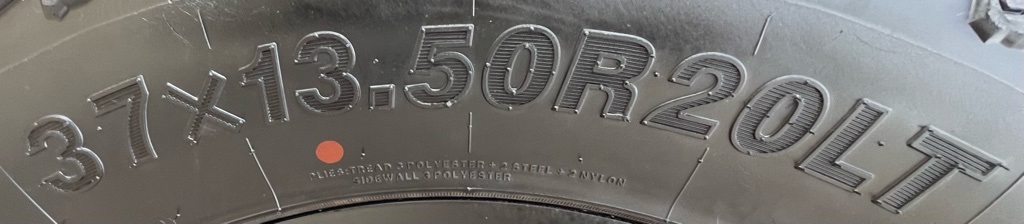 37X13.50R20LT
PLIES:TREAD 3 POLYESTER + 2 STEEL + 2 NYLON
SIDEWALL 3 POLYESTER